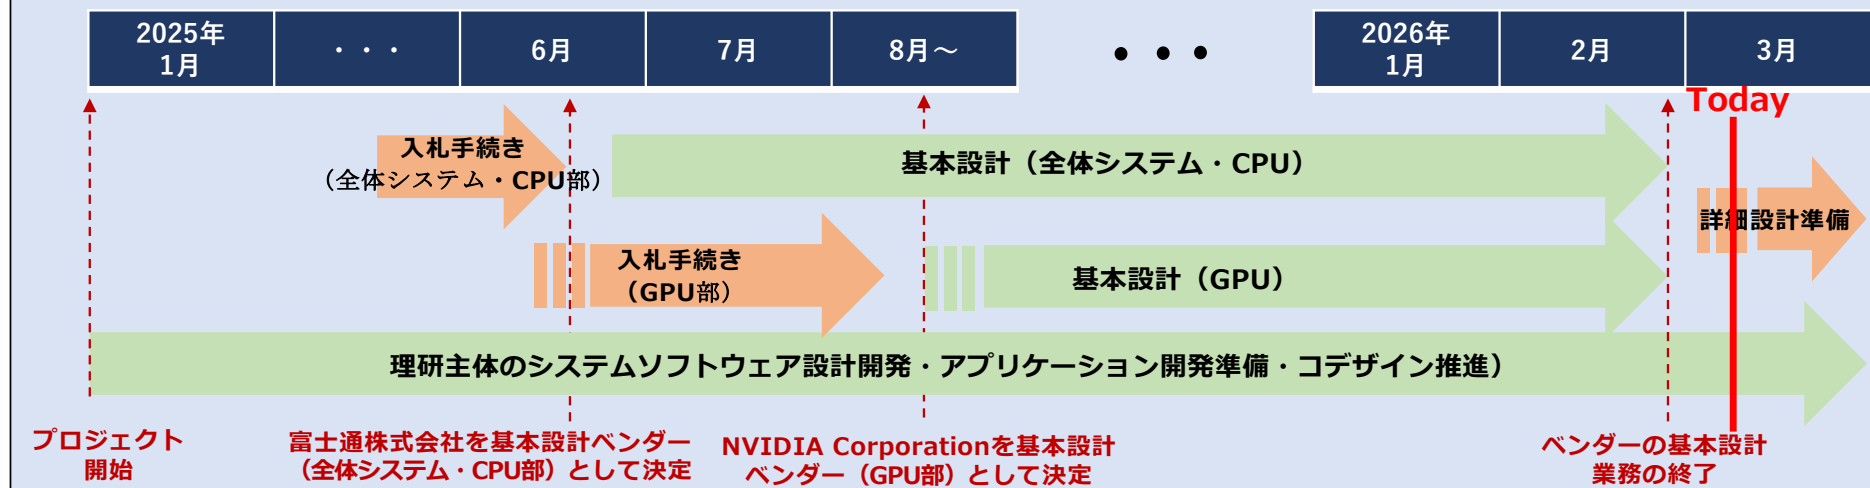 2025年
1月
・・・
6月
7月
8月～
● ● ●
2026年
1月
2月
3月
Today
入札手続き
（全体システム・CPU部）
基本設計（全体システム・CPU）
詳細設計準備
入札手続き
（GPU部）
基本設計（GPU）
理研主体のシステムソフトウェア設計開発・アプリケーション開発準備・コデザイン推進）
プロジェクト
開始
富士通株式会社を基本設計ベンダー
（全体システム・CPU部）として決定
NVIDIA Corporationを基本設計
ベンダー（GPU部）として決定
ベンダーの基本設計
業務の終了